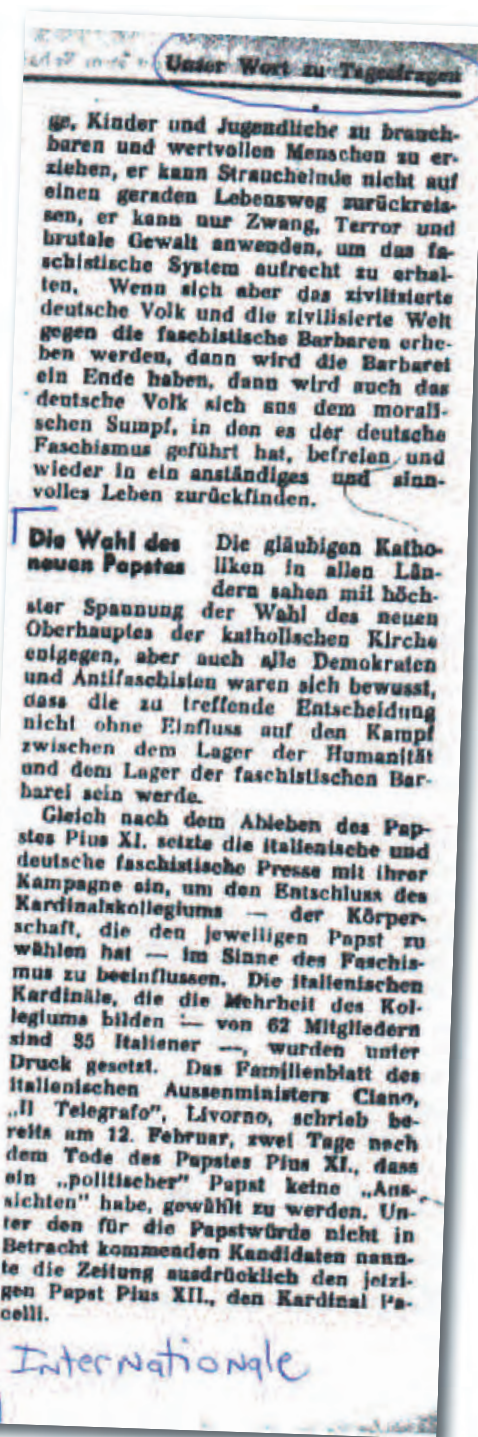 Unser Wort zu Tagesfragen
ge, Kinder und Jugendliche zu brauch-
baren und wertvollen Menschen zu er-
ziehen, er kann Strauchelnde nicht auf
einen geraden Lebensweg zurückreis-
sen, er kann nur Zwang, Terror und
brutale Gewalt anwenden, um das fa-
schistische System aufrecht zu erhal-
ten. Wenn sich aber das zivilisierte
deutsche Volk und die zivilisierte Welt
gegen die faschistische Barbaren erhe-
ben werden, dann wird die Barbarei
ein Ende haben, dann wird auch das
deutsche Volk sich aus dem morali-
schen Sumpf, in den es der deutsche
Faschismus geführt hat, befreien und
wieder in ein anständiges und sinn-
volles Leben zurückfinden.
Die Wahl des neuen Papstes
Die gläubigen Katho-
liken in allen Län-
dern sahen mit höch-
ster Spannung der Wahl des neuen
Oberhauptes der katholischen Kirche
entgegen, aber auch alle Demokraten
und Antifaschisten waren sich bewusst,
dass die zu treffende Entscheidung
nicht ohne Einfluss auf den Kampf
zwischen dem Lager der Humanität
und dem Lager der faschistischen Bar-
barei sein werde.
Gleich nach dem Ableben des Pap-
stes Pius XI. setzte die italienische und
deutsche faschistische Presse mit ihrer
Kampagne ein, um den Entschluss des
Kardinalskollegiums — der Körper-
schaft, die den jeweiligen Papst zu
wählen hat — im Sinne des Faschis-
mus zu beeinflussen. Die italienischen
Kardinäle, die die Mehrheit des Kol-
legiums bilden — von 62 Mitgliedern
sind 35 Italiener —, wurden unter
Druck gesetzt. Das Familienblatt des
italienischen Aussenministers Ciano,
„Il Telegrafo", Livorno, schrieb be-
reits am 12. Februar, zwei Tage nach
dem Tode des Papstes Pius XI., dass
ein „politischer" Papst keine „Aus-
sichten" habe, gewählt zu werden. Un-
ter den für die Papstwürde nicht in
Betracht kommenden Kandidaten nann-
te die Zeitung ausdrücklich den jetzi-
gen Papst Pius XII., den Kardinal Pa-
celli.
Internationale